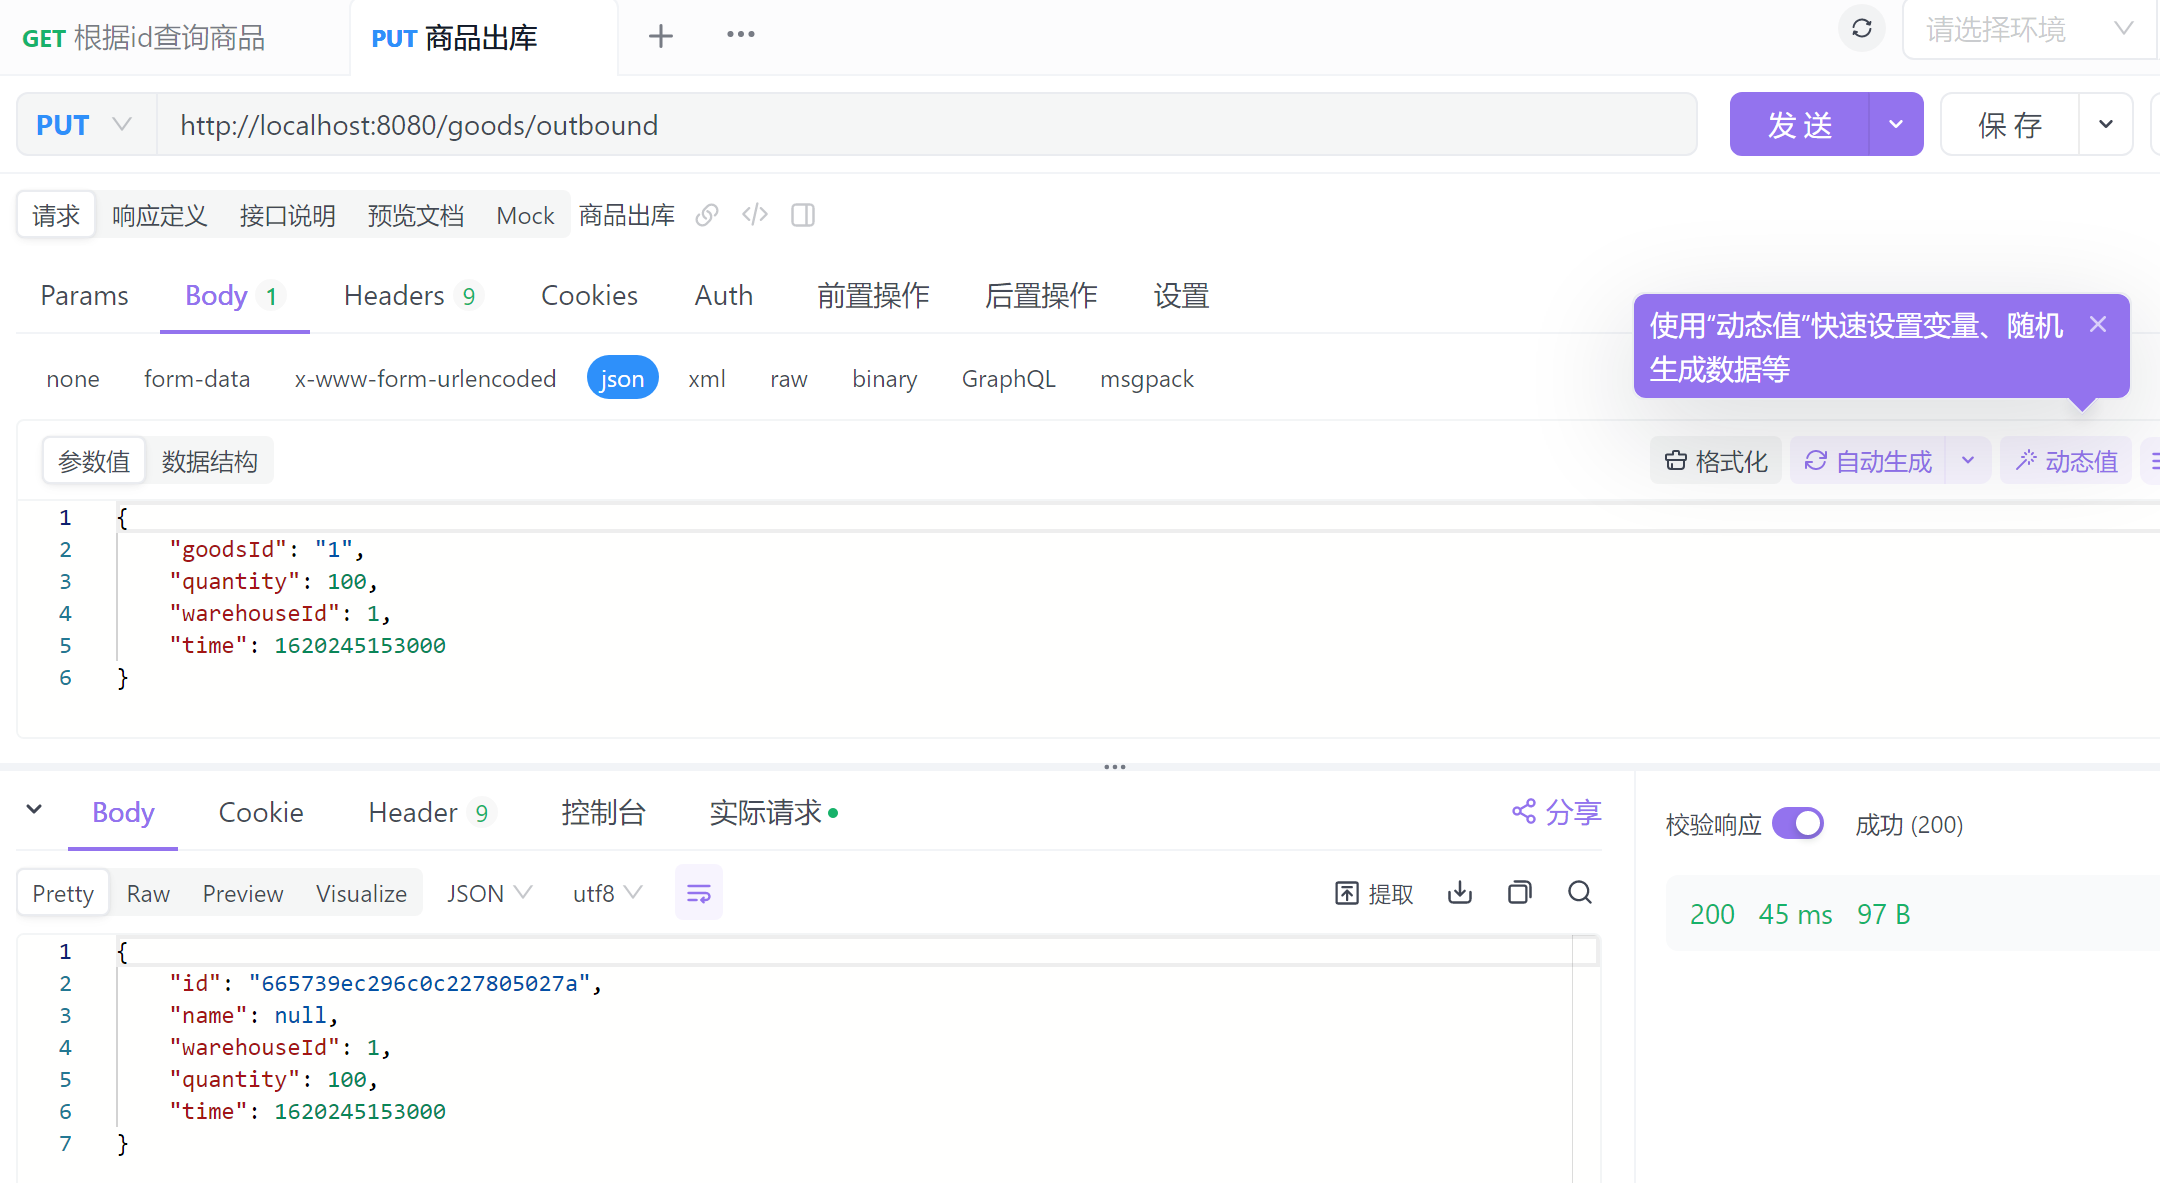 GET 根据id查询商品
PUT 商品出库
请选择环境
PUT
http://localhost:8080/goods/outbound
发 送
保 存
请求 响应定义 接口说明 预览文档 Mock 商品出库
Params Body 1 Headers 9 Cookies Auth 前置操作 后置操作 设置
使用“动态值”快速设置变量、随机
生成数据等
none form-data x-www-form-urlencoded json xml raw binary GraphQL msgpack
参数值 数据结构
格式化 自动生成 动态值
1 {
2 "goodsId": "1",
3 "quantity": 100,
4 "warehouseId": 1,
5 "time": 1620245153000
6 }
Body Cookie Header 9 控制台 实际请求
分享
校验响应 成功 (200)
Pretty Raw Preview Visualize JSON utf8
提取
200 45 ms 97 B
1 {
2 "id": "665739ec296c0c227805027a",
3 "name": null,
4 "warehouseId": 1,
5 "quantity": 100,
6 "time": 1620245153000
7 }